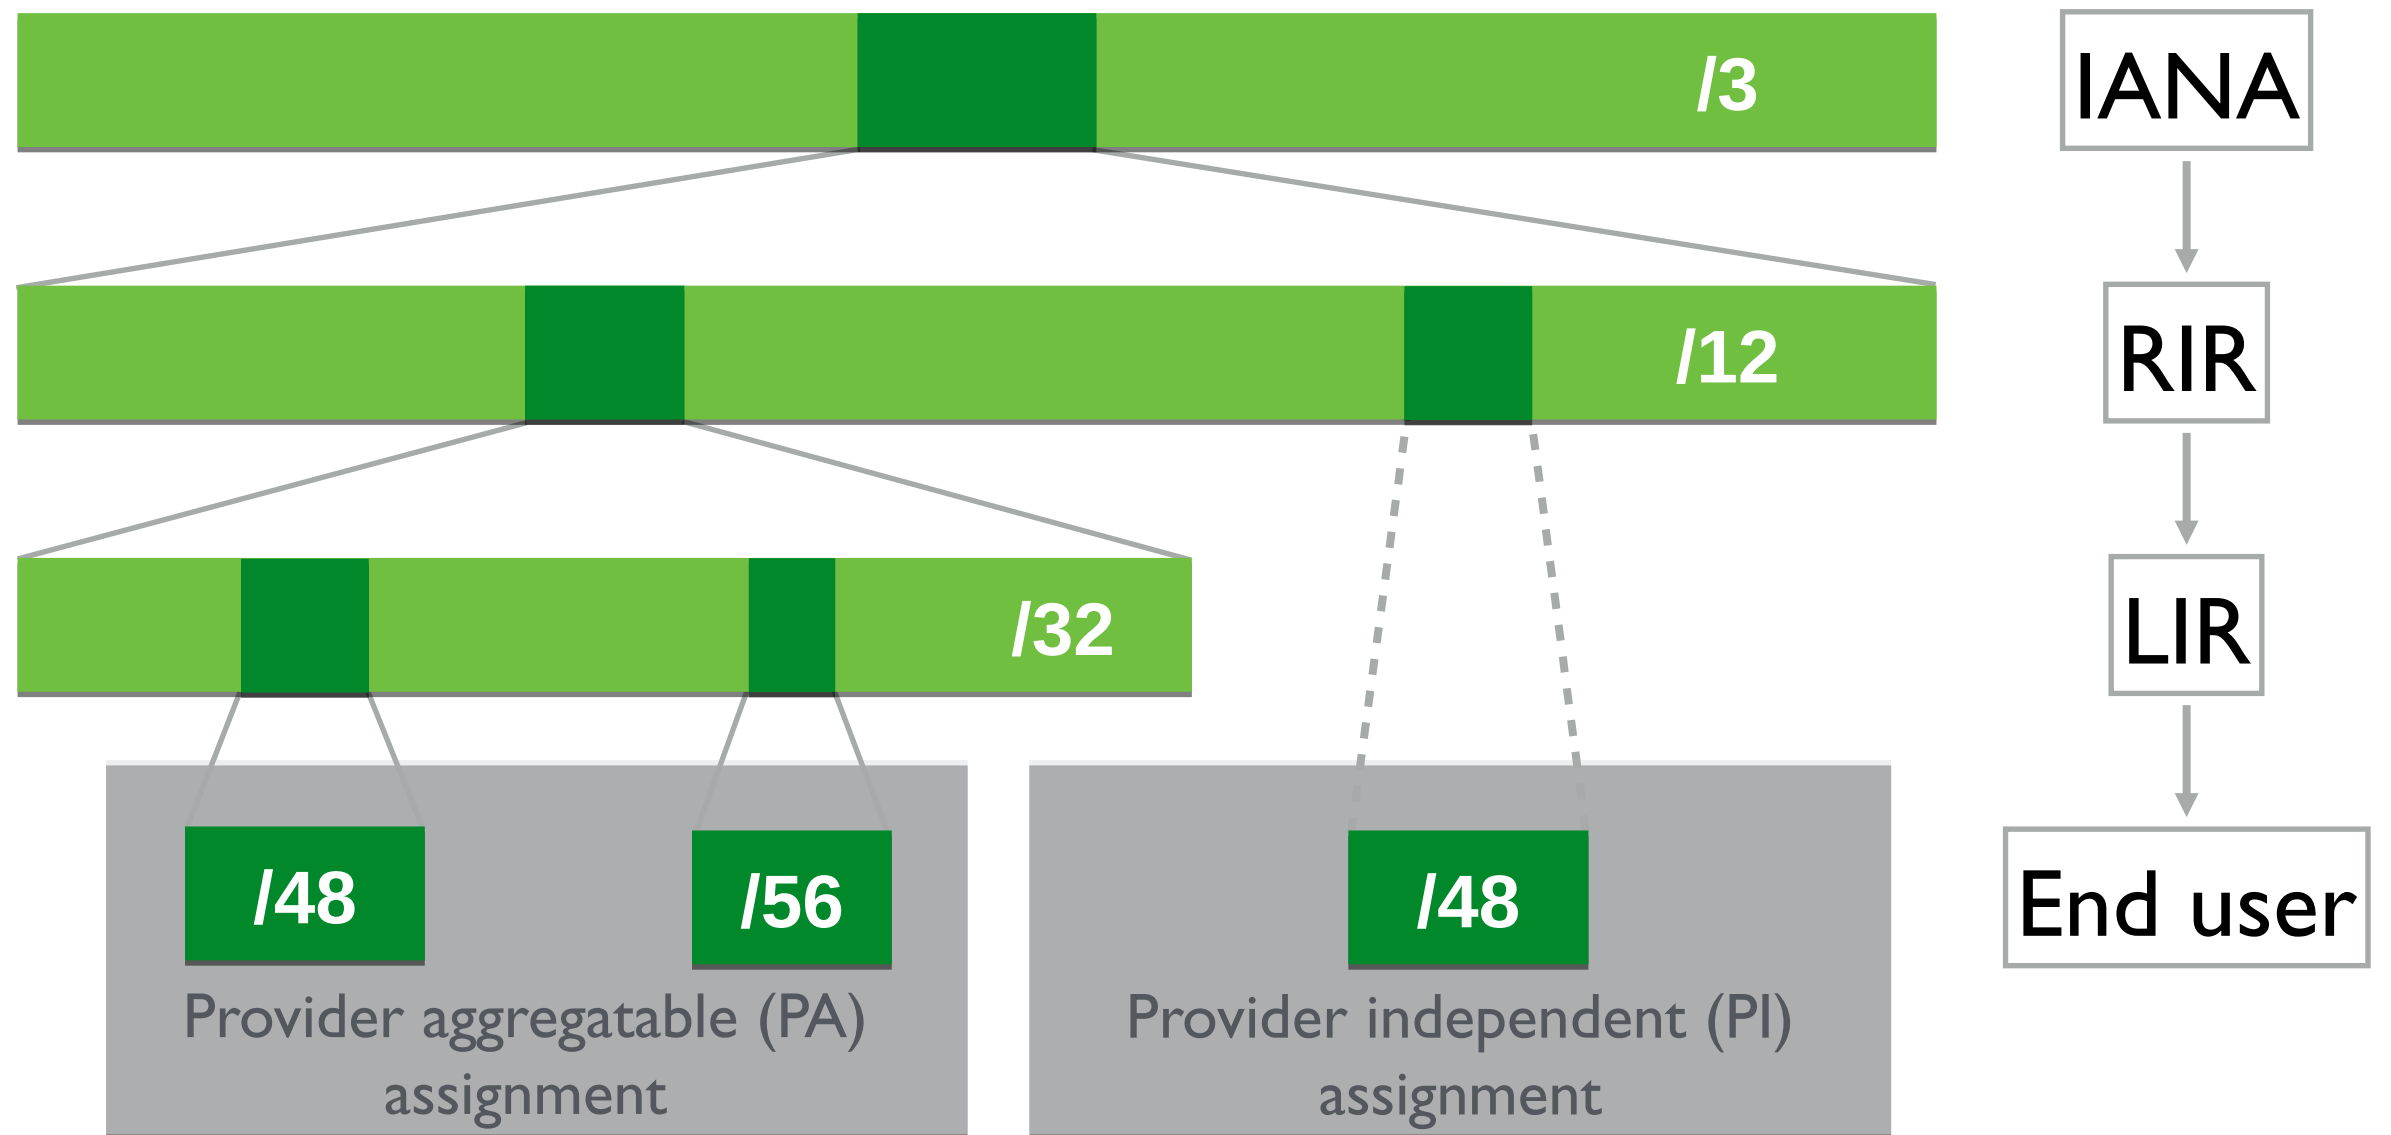 /3
IANA
/12
RIR
/32
LIR
/48
/56
/48
End user
Provider aggregatable (PA)
assignment
Provider independent (PI)
assignment